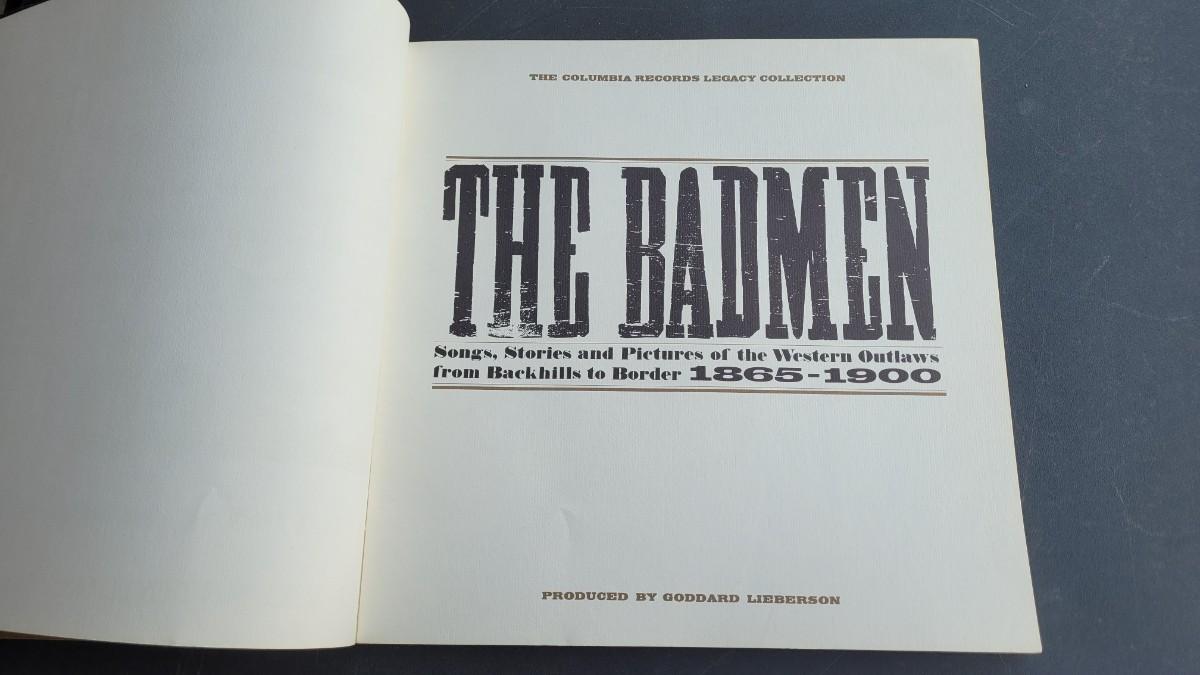 THE COLUMBIA RECORDS LEGACY COLLECTION
THE BADMEN
Songs, Stories and Pictures of the Western Outlaws
from Backhills to Border 1865-1900
PRODUCED BY GODDARD LIEBERSON